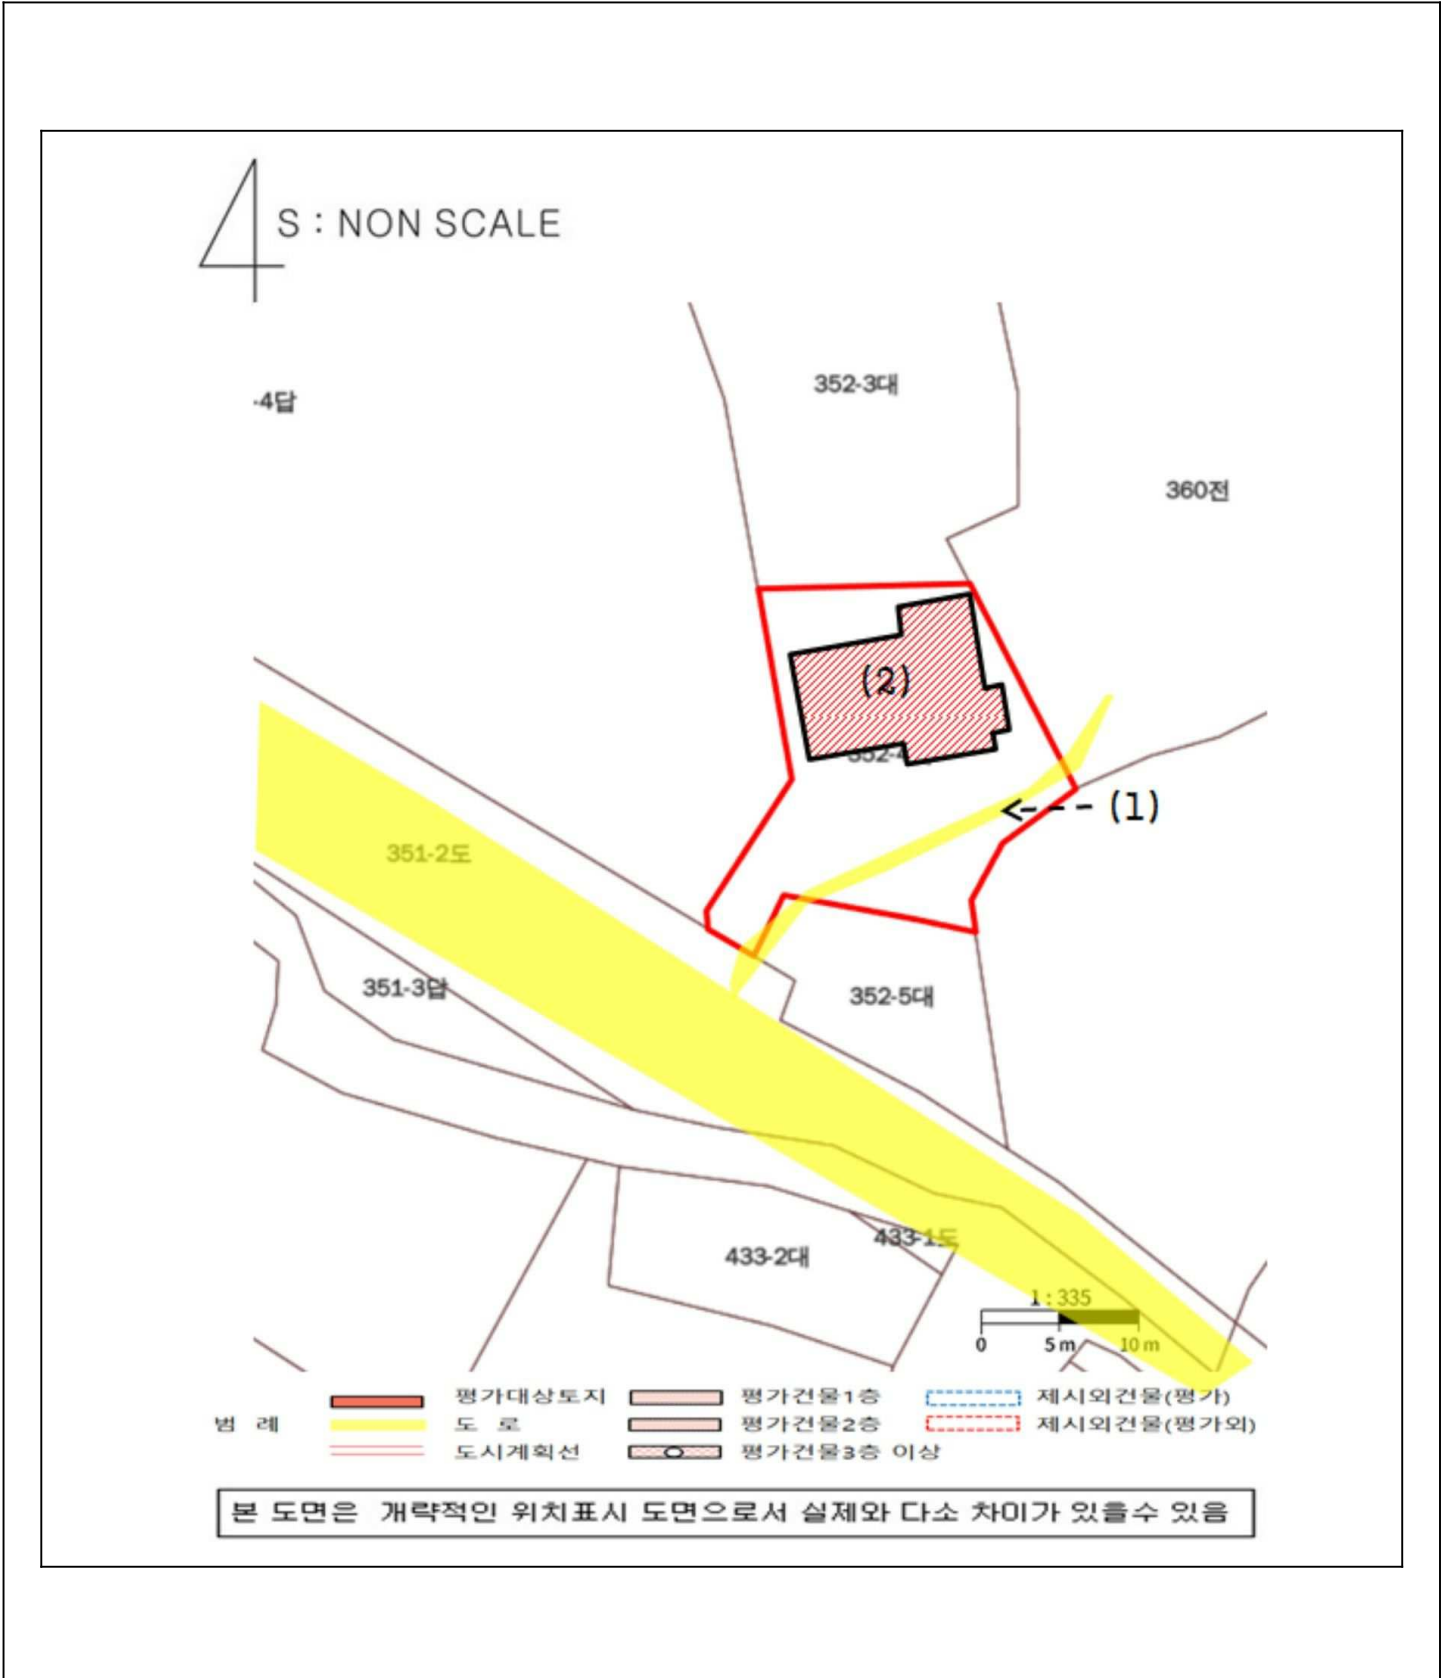 S : NON SCALE
352-3대
-4답
360전
(2)
352-4
(1)
351-2도
351-3답
352-5대
433-1도
433-2대
1 : 335
0 5 m 10 m
평가대상토지 평가건물1층 제시외건물(평가)
범 례 도 로 평가건물2층 제시외건물(평가외)
도시계획선 평가건물3층 이상
본 도면은 개략적인 위치표시 도면으로서 실제와 다소 차이가 있을수 있음